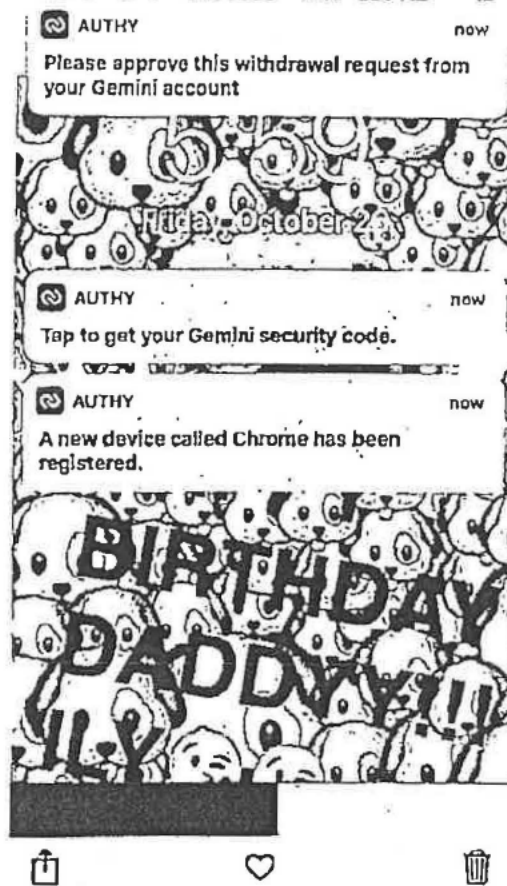 AUTHY now
Please approve this withdrawal request from
your Gemini account
Friday, October 2
AUTHY now
Tap to get your Gemini security code.
AUTHY now
A new device called Chrome has been
registered.
BIRTHDAY
DADDYY!!!
ILY